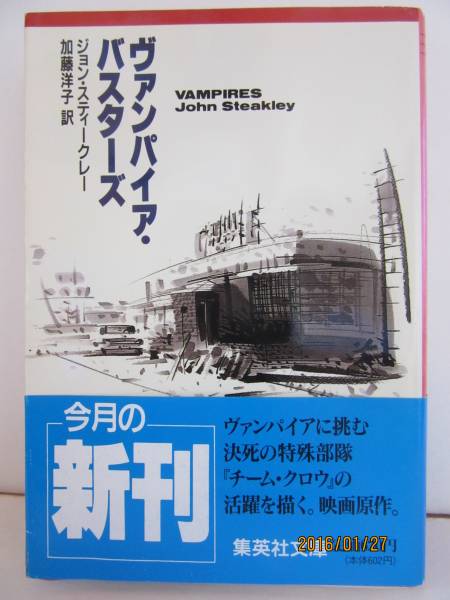 ヴァンパイア・
バスターズ
ジョン・スティークレー
加藤洋子 訳
VAMPIRES
John Steakley
今月の
新刊
ヴァンパイアに挑む
決死の特殊部隊
『チーム・クロウ』の
活躍を描く。映画原作。
集英社文庫
円
(本体602円)
2016/01/27